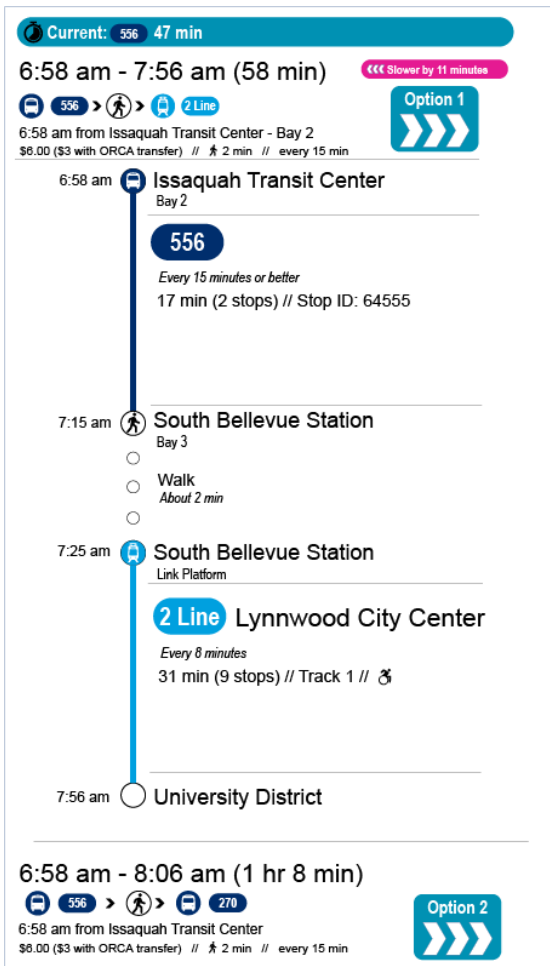 Current: 556 47 min
6:58 am - 7:56 am (58 min)
Slower by 11 minutes
556 > > 2 Line
Option 1
6:58 am from Issaquah Transit Center - Bay 2
$6.00 ($3 with ORCA transfer) // 2 min // every 15 min
6:58 am Issaquah Transit Center
Bay 2
556
Every 15 minutes or better
17 min (2 stops) // Stop ID: 64555
7:15 am South Bellevue Station
Bay 3
Walk
About 2 min
7:25 am South Bellevue Station
Link Platform
2 Line Lynnwood City Center
Every 8 minutes
31 min (9 stops) // Track 1 //
7:56 am University District
6:58 am - 8:06 am (1 hr 8 min)
556 > > 270
Option 2
6:58 am from Issaquah Transit Center
$6.00 ($3 with ORCA transfer) // 2 min // every 15 min